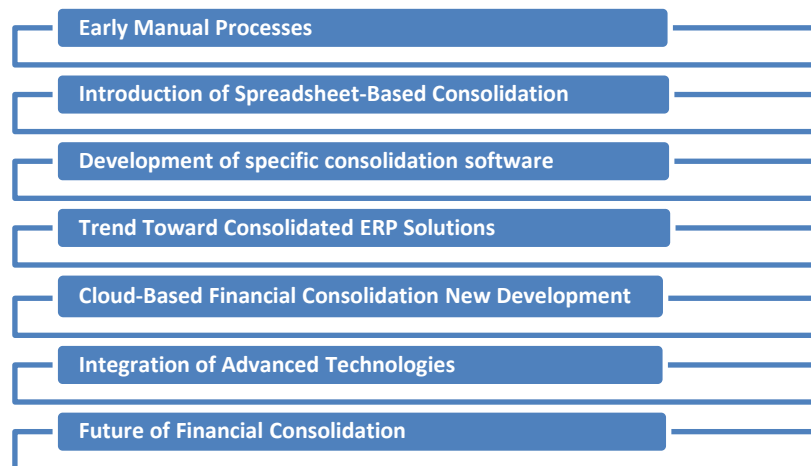 Early Manual Processes
Introduction of Spreadsheet-Based Consolidation
Development of specific consolidation software
Trend Toward Consolidated ERP Solutions
Cloud-Based Financial Consolidation New Development
Integration of Advanced Technologies
Future of Financial Consolidation